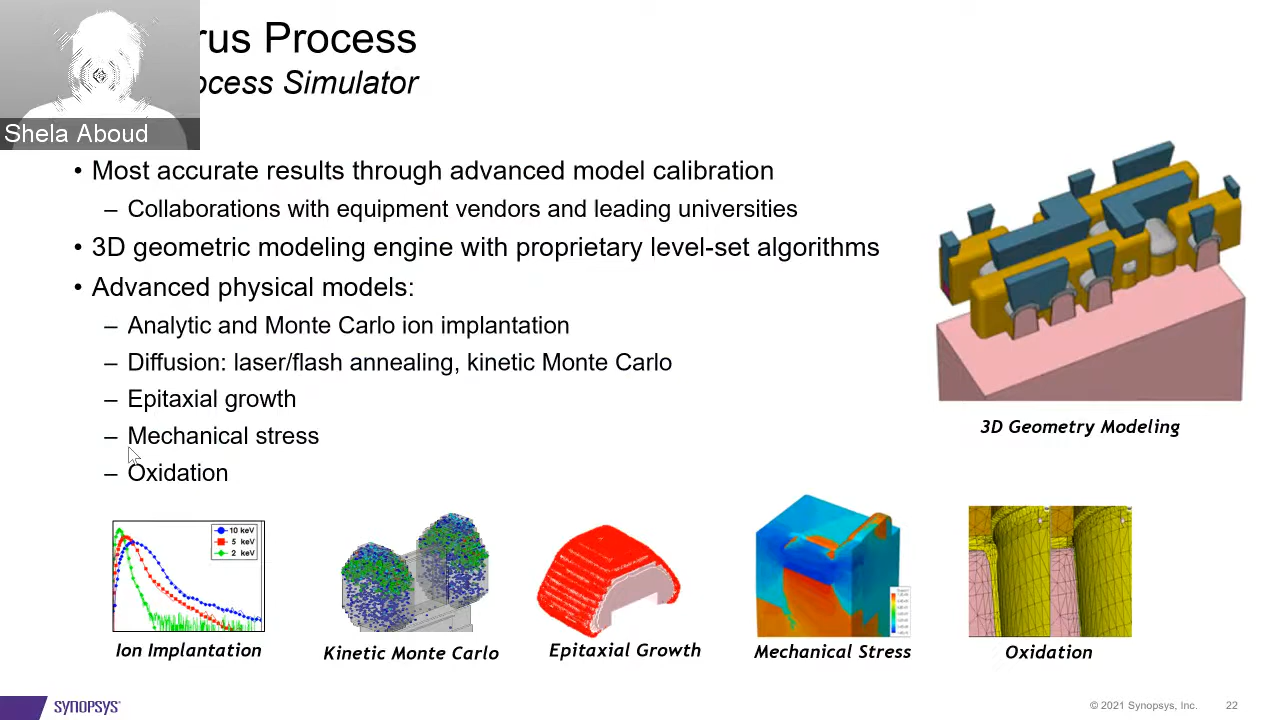 rus Process
ocess Simulator
Shela Aboud
• Most accurate results through advanced model calibration
– Collaborations with equipment vendors and leading universities
• 3D geometric modeling engine with proprietary level-set algorithms
• Advanced physical models:
– Analytic and Monte Carlo ion implantation
– Diffusion: laser/flash annealing, kinetic Monte Carlo
– Epitaxial growth
– Mechanical stress
– Oxidation
3D Geometry Modeling
10 keV
5 keV
2 keV
Ion Implantation
Kinetic Monte Carlo
Epitaxial Growth
Mechanical Stress
Oxidation
SYNOPSYS®
© 2021 Synopsys, Inc.
22